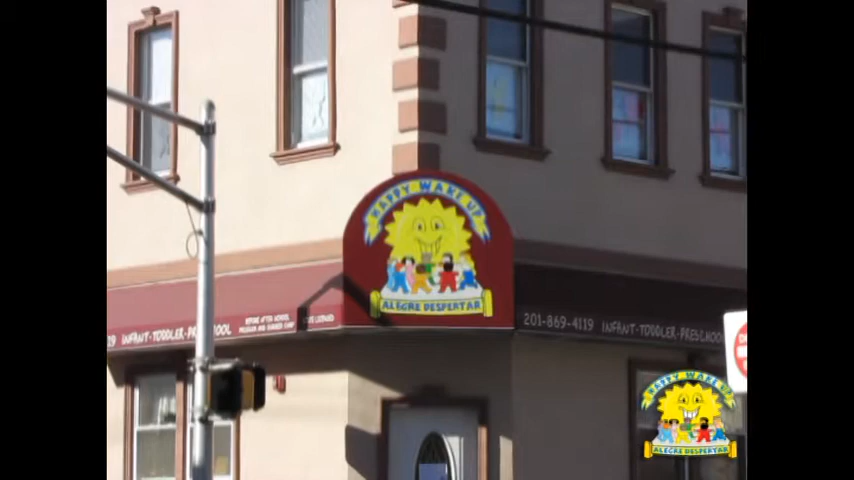 HAPPY WAKE UP
ALEGRE DESPERTAR
INFANT-TODDLER-PRESCHOOL
BEFORE AFTER SCHOOL
PROGRAM AND SUMMER CAMP
LICENSED
201-869-4119 INFANT-TODDLER-PRESCHOOL
HAPPY WAKE UP
ALEGRE DESPERTAR